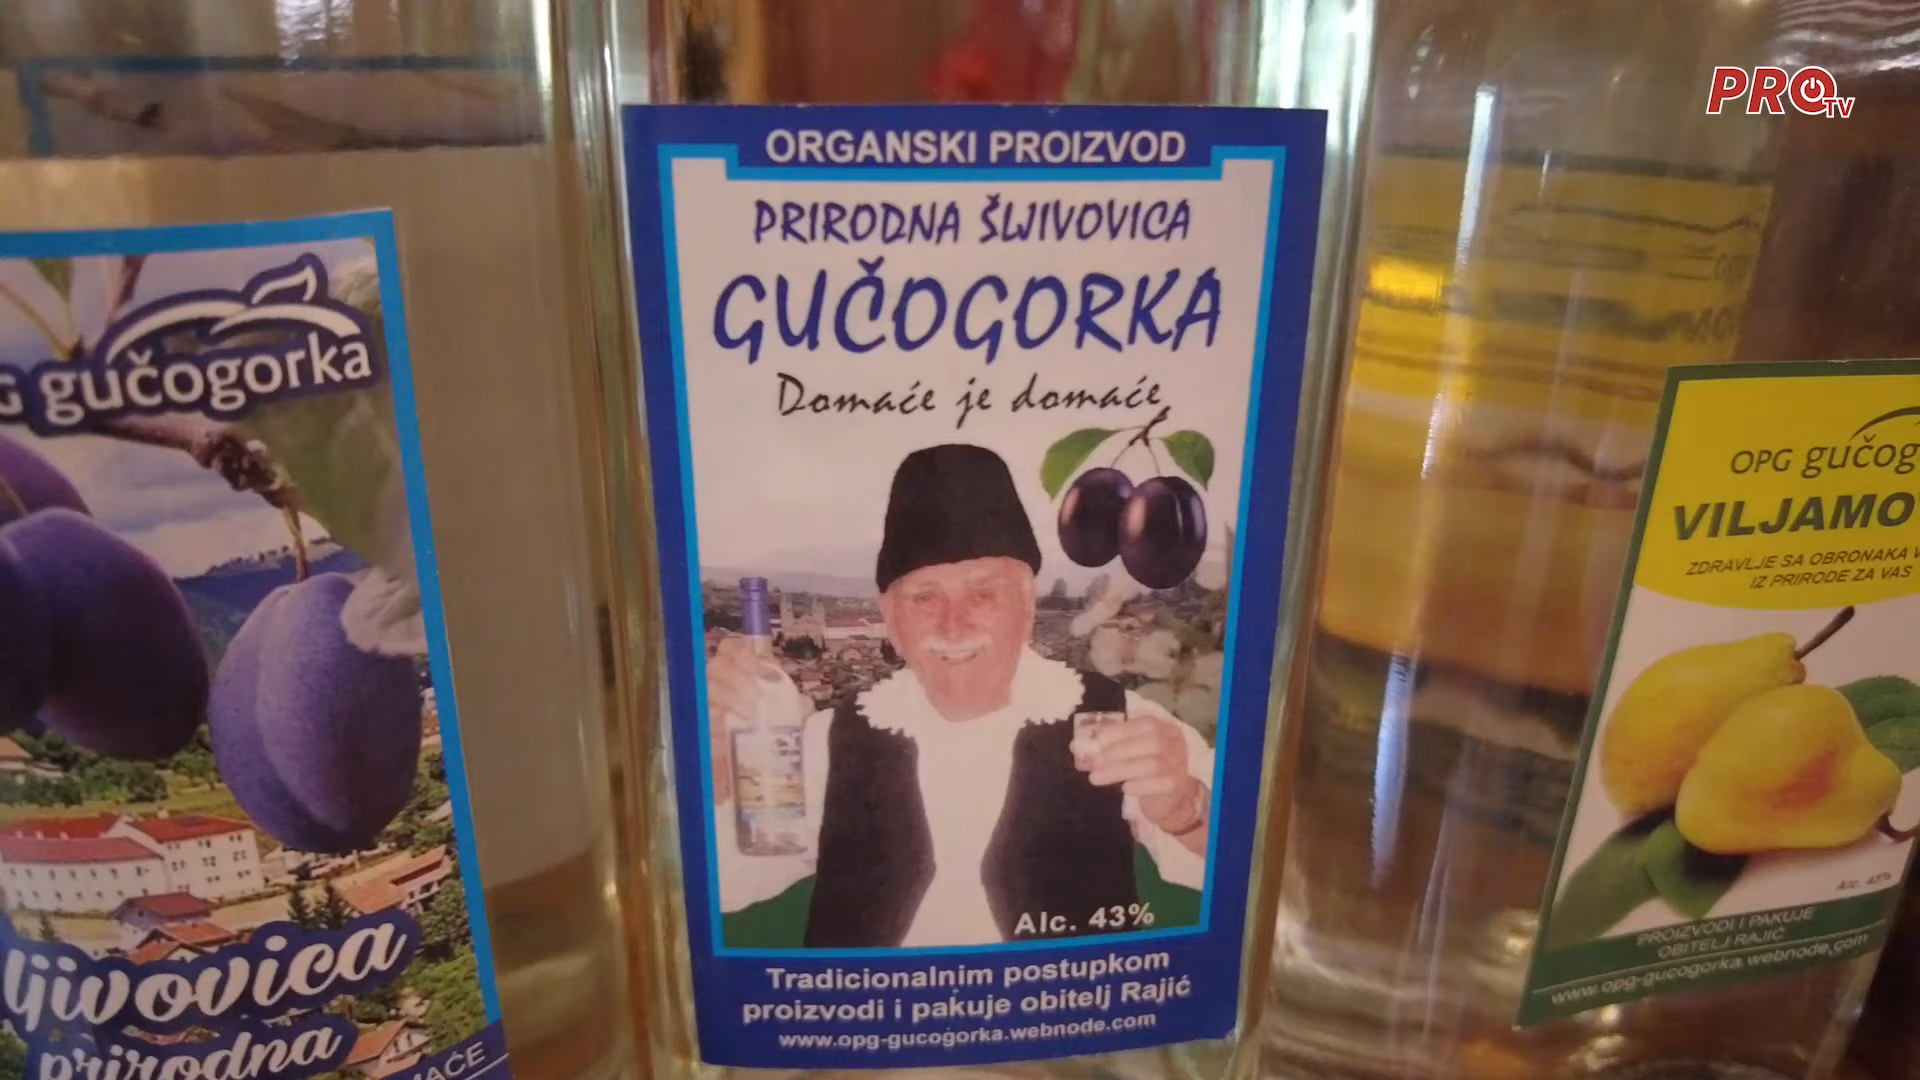 PRO TV
ORGANSKI PROIZVOD
PRIRODNA ŠLJIVOVICA
GUČOGORKA
Domaće je domaće
Alc. 43%
Tradicionalnim postupkom
proizvodi i pakuje obitelj Rajić
www.opg-gucogorka.webnode.com
gučogorka
ljivovica
prirodna
OPG gučog
VILJAMO
ZDRAVLJE SA OBRONAKA
IZ PRIRODE ZA VAS
Alc. 45%
PROIZVODI I PAKUJE
OBITELJ RAJIĆ
www.opg-gucogorka.webnode.com